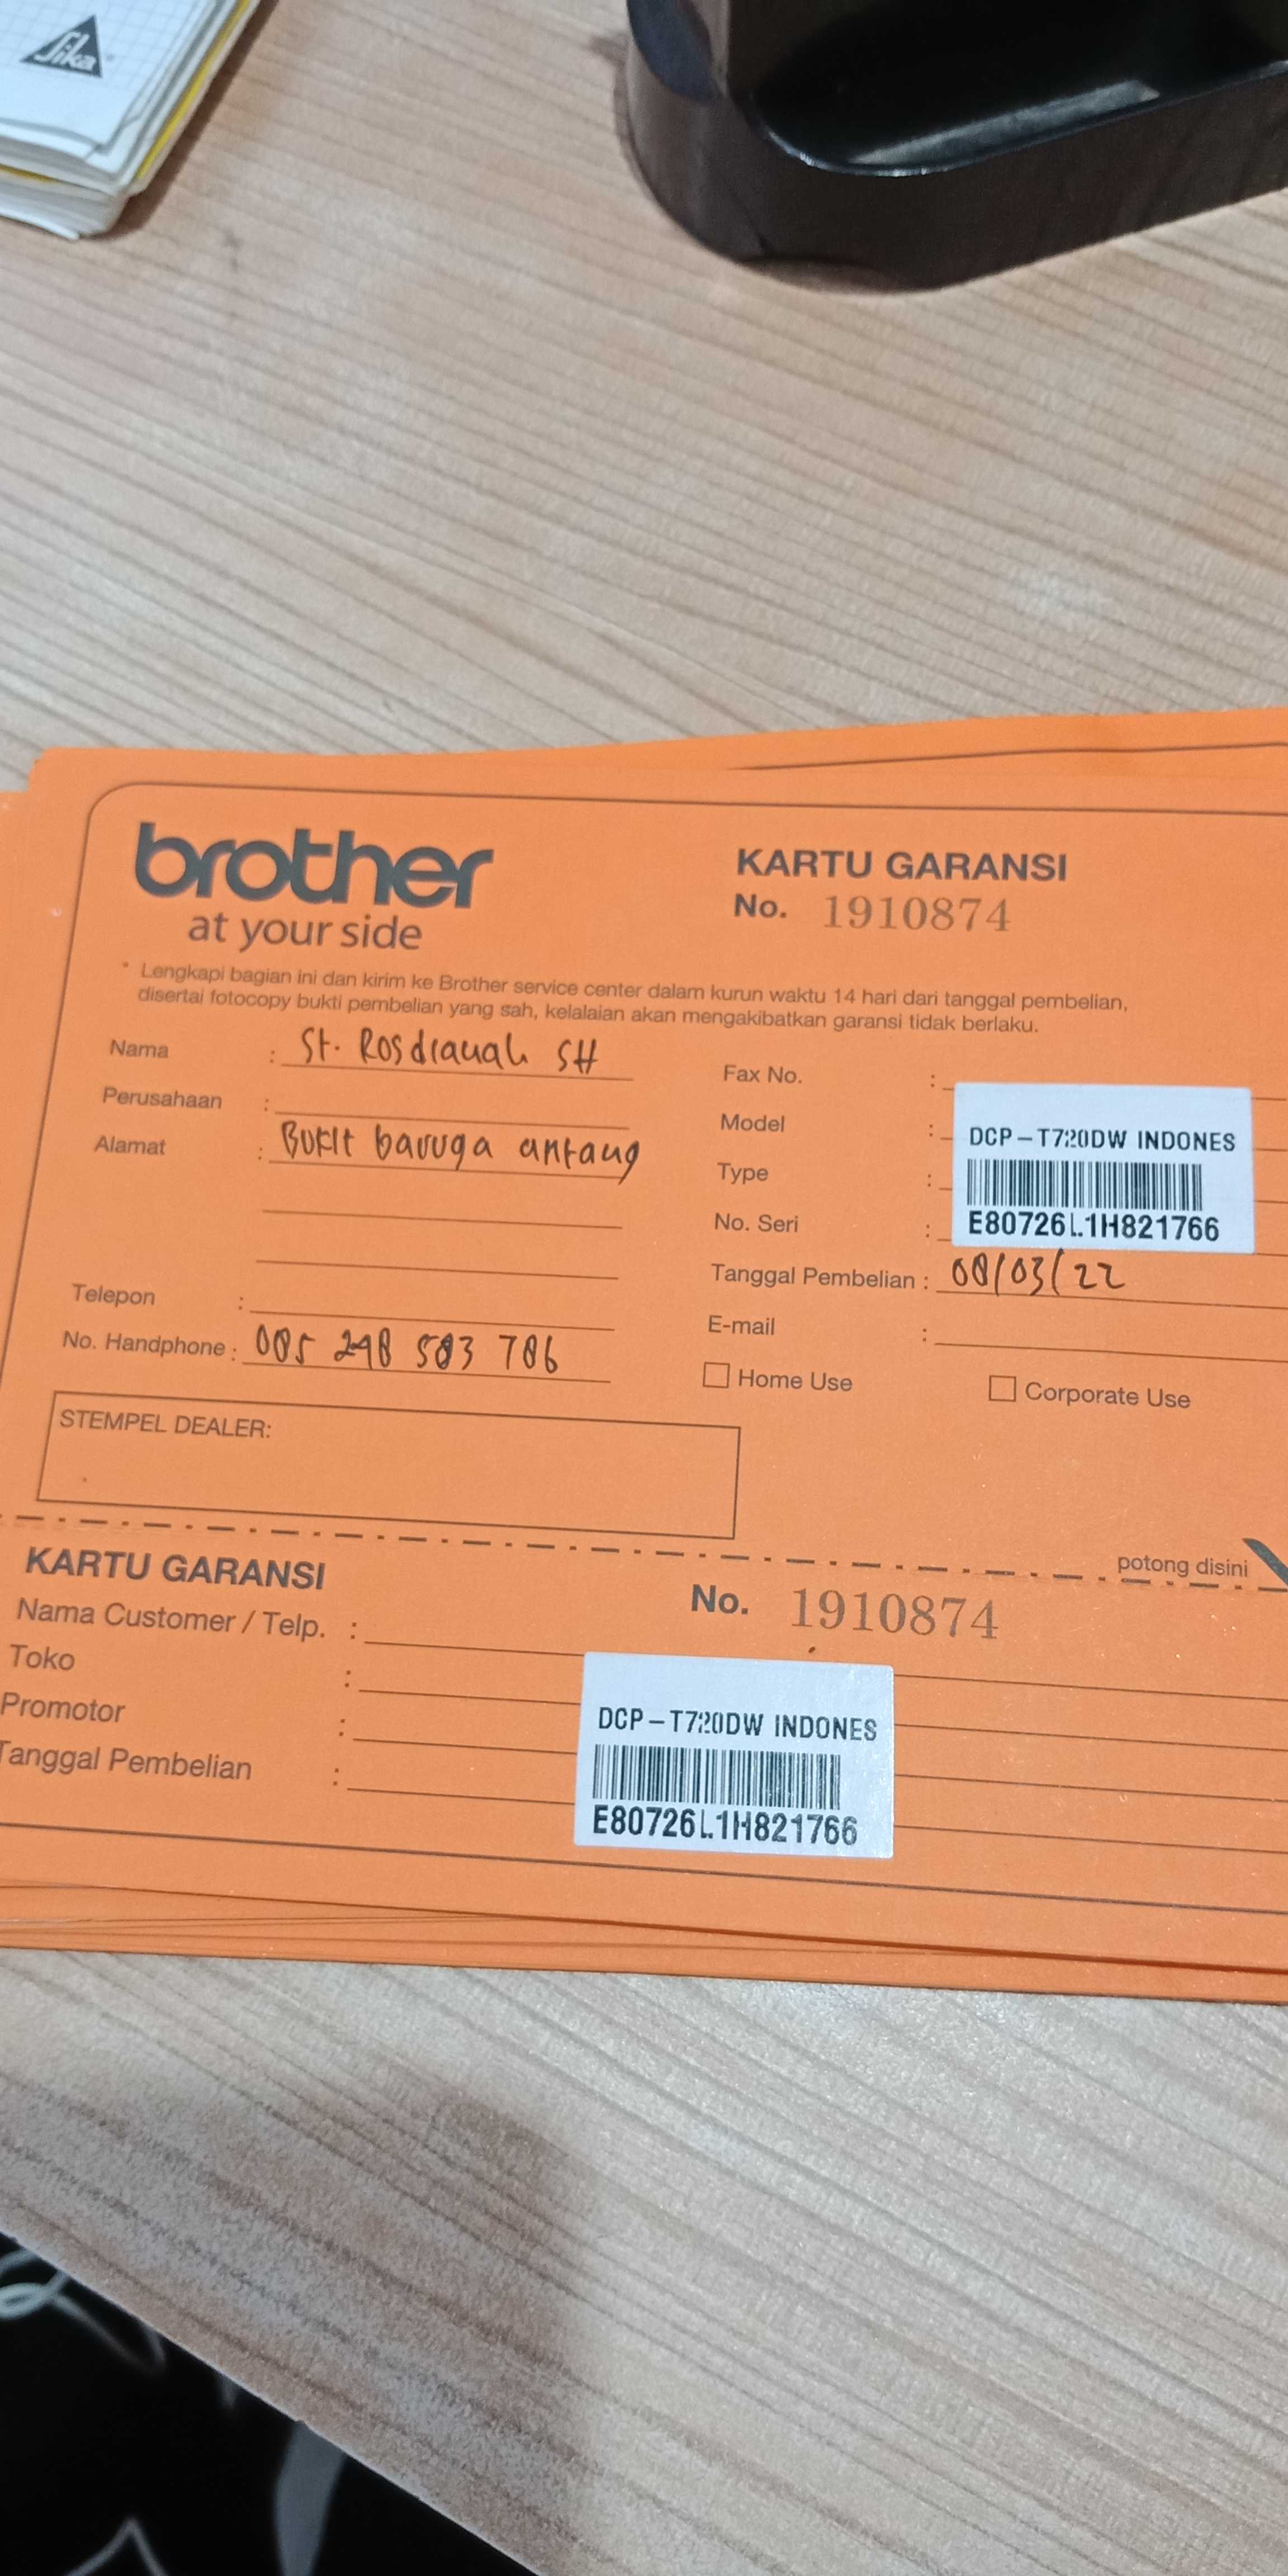 Sika
brother
at your side
KARTU GARANSI
No. 1910874
* Lengkapi bagian ini dan kirim ke Brother service center dalam kurun waktu 14 hari dari tanggal pembelian,
disertai fotocopy bukti pembelian yang sah, kelalaian akan mengakibatkan garansi tidak berlaku.
Nama : St. Rosdianah SH
Perusahaan :
Alamat : Bukit baruga antang
Telepon :
No. Handphone : 085 248 583 786
Fax No. :
Model :
Type :
No. Seri :
DCP-T720DW INDONES
E80726L1H821766
Tanggal Pembelian : 08/03/22
E-mail :
Home Use
Corporate Use
STEMPEL DEALER:
potong disini
KARTU GARANSI
No. 1910874
Nama Customer / Telp. :
Toko :
Promotor :
Tanggal Pembelian :
DCP-T720DW INDONES
E80726L1H821766